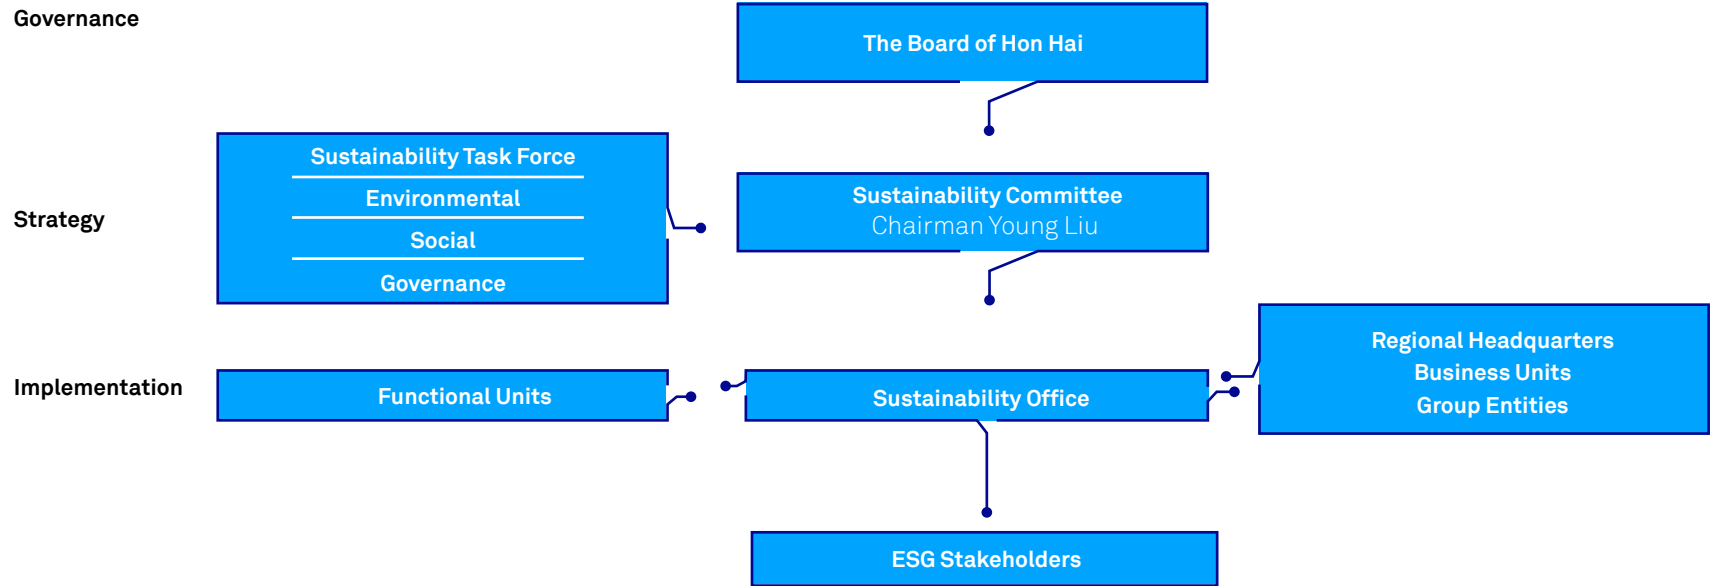 Governance
The Board of Hon Hai
Strategy
Sustainability Task Force
Environmental
Social
Governance
Sustainability Committee
Chairman Young Liu
Implementation
Functional Units
Sustainability Office
Regional Headquarters
Business Units
Group Entities
ESG Stakeholders